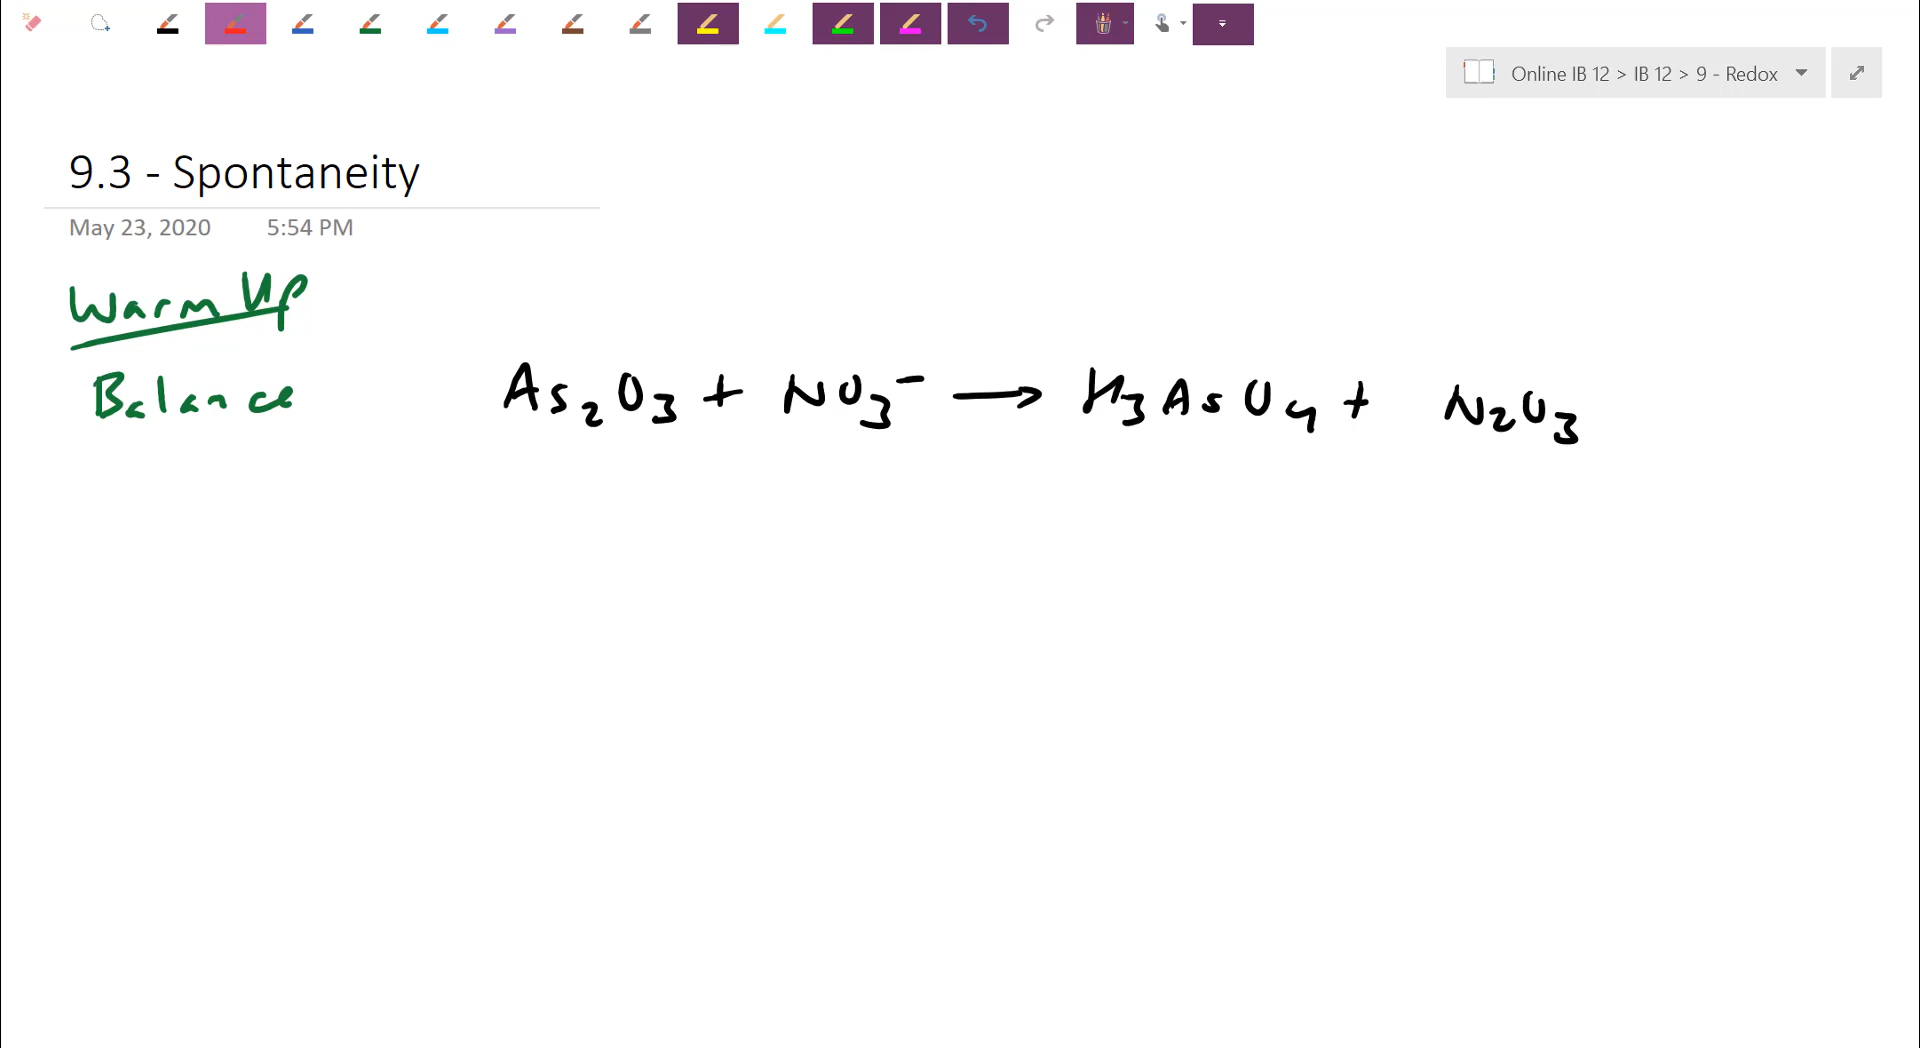 Online IB 12 > IB 12 > 9 - Redox
9.3 - Spontaneity
May 23, 2020 5:54 PM
Warm Up
Balance As₂O₃ + NO₃⁻ → H₃AsO₄ + N₂O₃